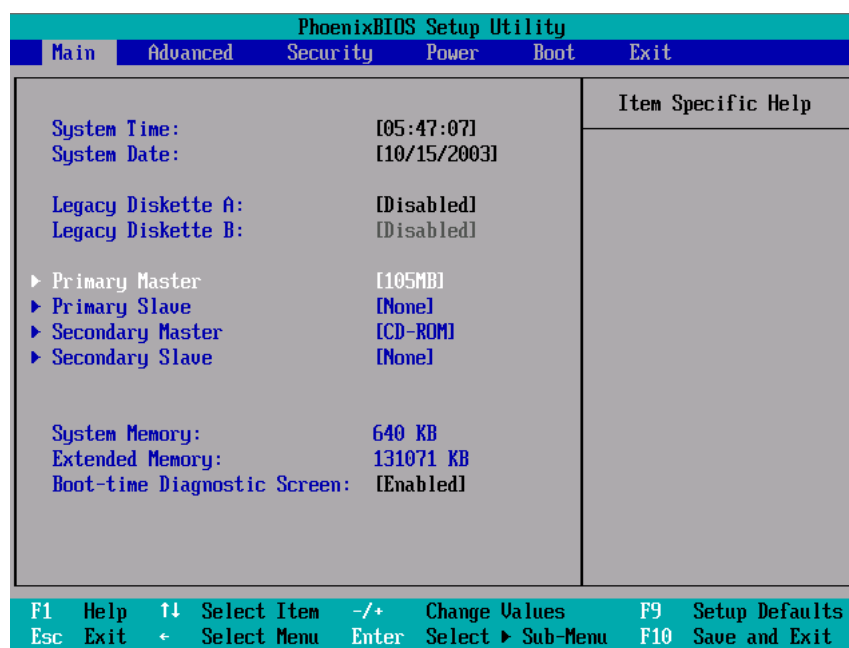 PhoenixBIOS Setup Utility
Main Advanced Security Power Boot Exit
Item Specific Help
System Time: [05:47:07]
System Date: [10/15/2003]
Legacy Diskette A: [Disabled]
Legacy Diskette B: [Disabled]
▶ Primary Master [105MB]
▶ Primary Slave [None]
▶ Secondary Master [CD-ROM]
▶ Secondary Slave [None]
System Memory: 640 KB
Extended Memory: 131071 KB
Boot-time Diagnostic Screen: [Enabled]
F1 Help ↑↓ Select Item -/+ Change Values F9 Setup Defaults
Esc Exit ← Select Menu Enter Select ▶ Sub-Menu F10 Save and Exit